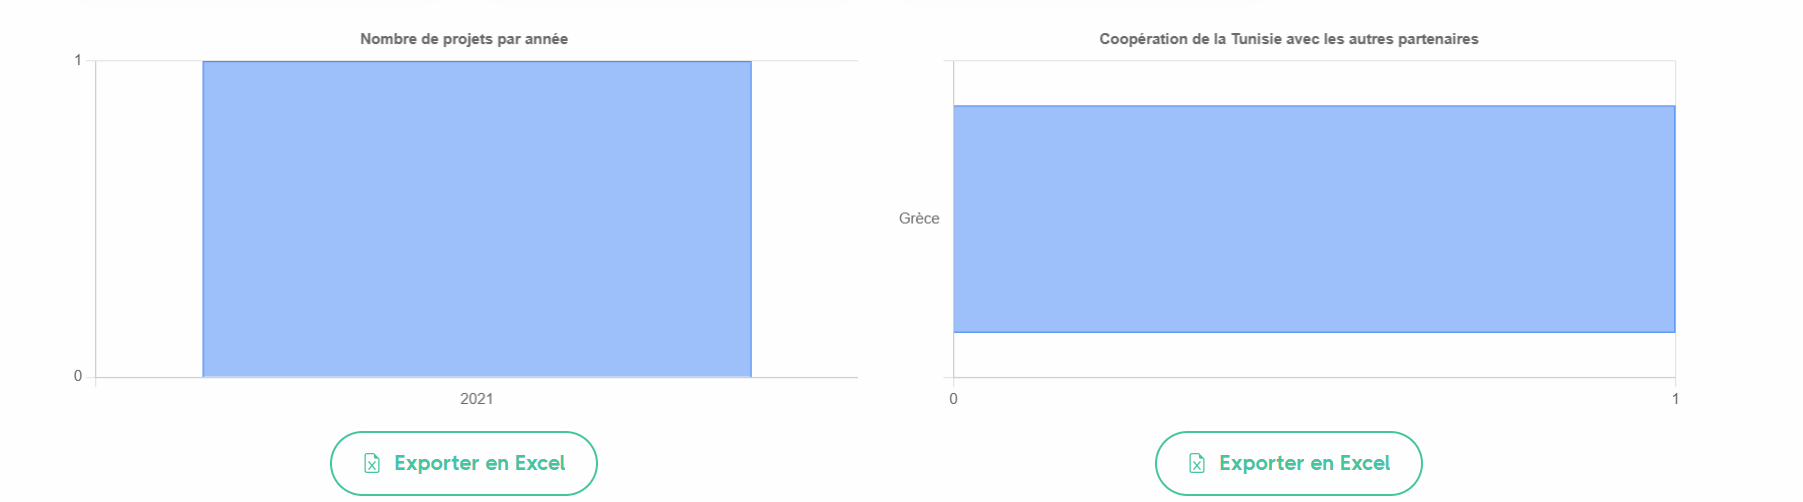 Nombre de projets par année
1
0
2021
Exporter en Excel
Coopération de la Tunisie avec les autres partenaires
Grèce
0
1
Exporter en Excel